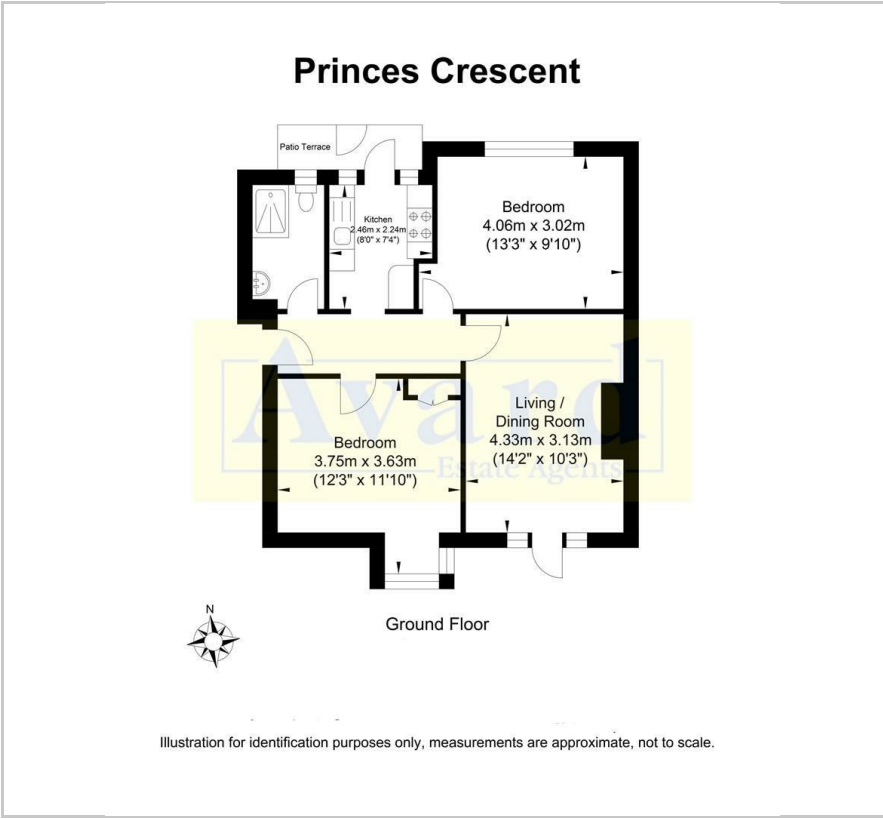 Princes Crescent
Patio Terrace
Kitchen
2.46m x 2.24m
(8'0" x 7'4")
Bedroom
4.06m x 3.02m
(13'3" x 9'10")
Living /
Dining Room
4.33m x 3.13m
(14'2" x 10'3")
Bedroom
3.75m x 3.63m
(12'3" x 11'10")
Avard
Estate Agents
N
Ground Floor
Illustration for identification purposes only, measurements are approximate, not to scale.